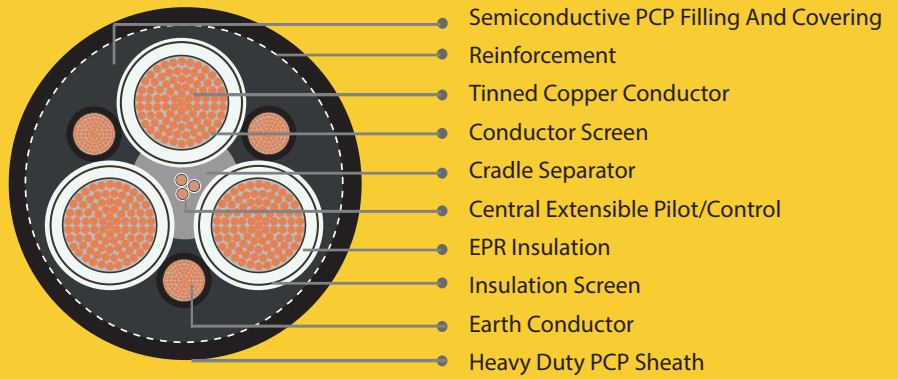 Semiconductive PCP Filling And Covering
Reinforcement
Tinned Copper Conductor
Conductor Screen
Cradle Separator
Central Extensible Pilot/Control
EPR Insulation
Insulation Screen
Earth Conductor
Heavy Duty PCP Sheath